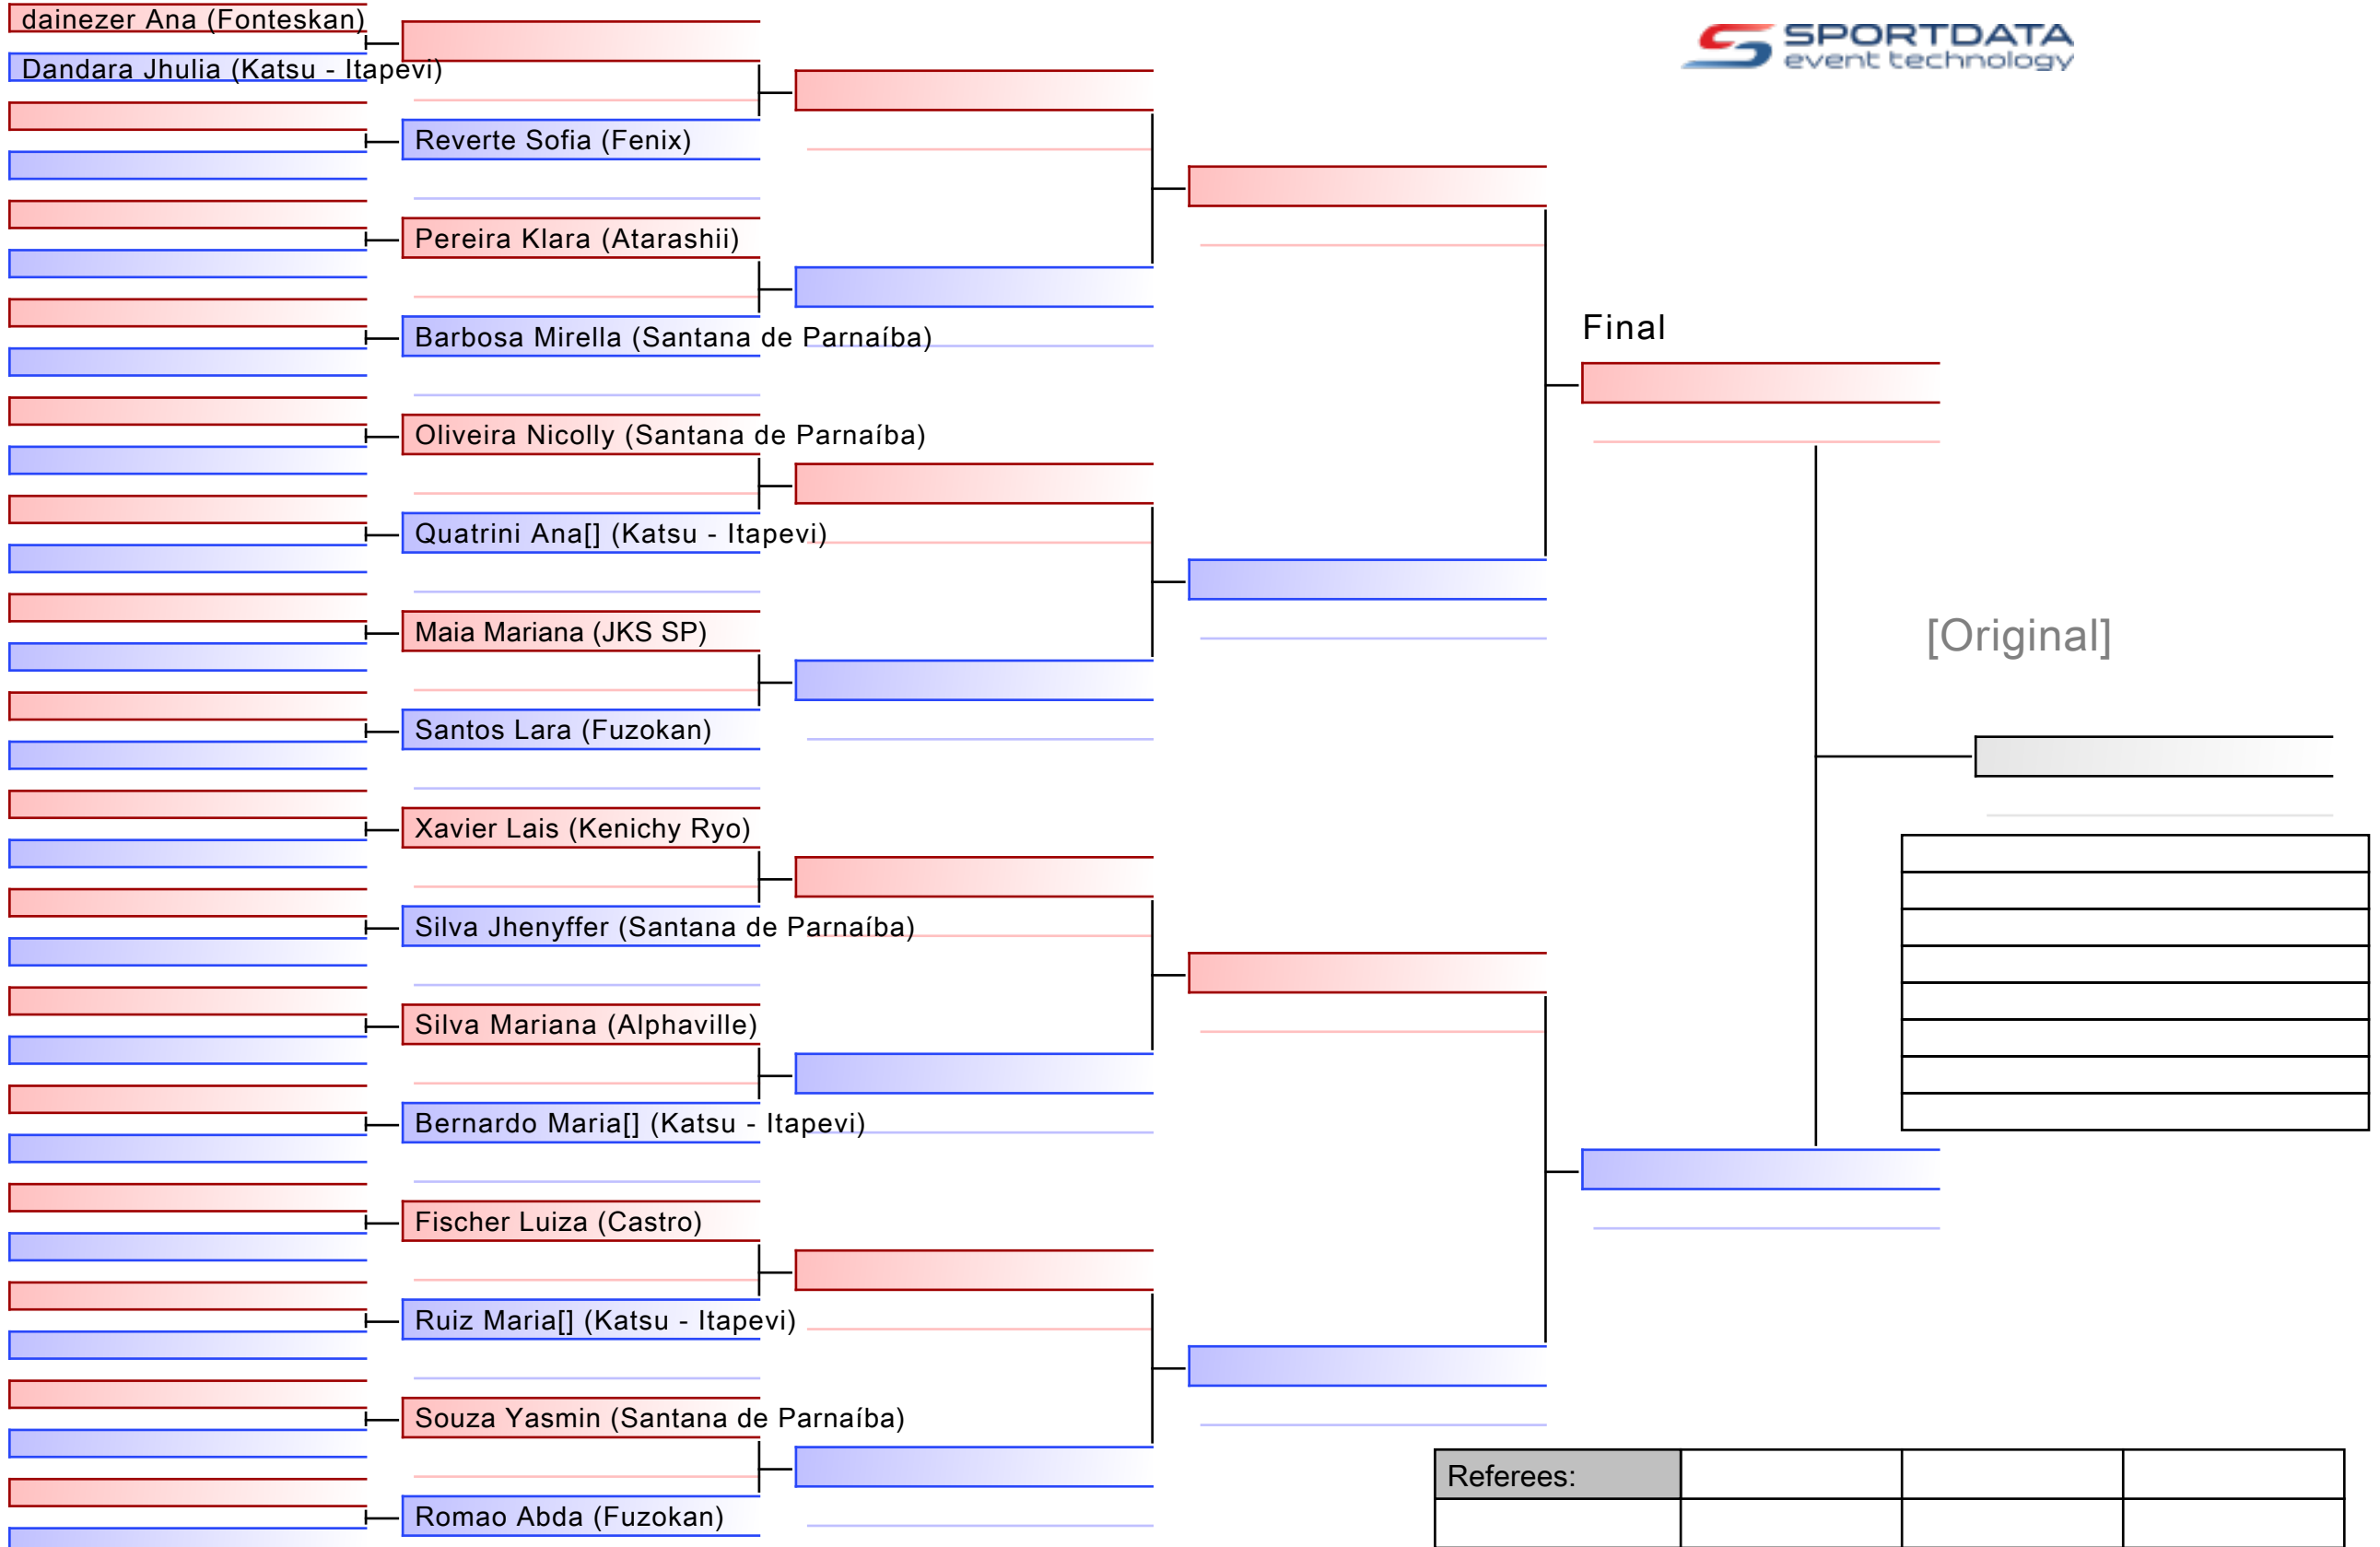 dainezer Ana (Fonteskan)
Dandara Jhulia (Katsu - Itapevi)
SPORTDATA
event technology
Reverte Sofia (Fenix)
Pereira Klara (Atarashii)
Barbosa Mirella (Santana de Parnaíba)
Final
Oliveira Nicolly (Santana de Parnaíba)
Quatrini Ana[] (Katsu - Itapevi)
Maia Mariana (JKS SP)
[Original]
Santos Lara (Fuzokan)
Xavier Lais (Kenichy Ryo)
Silva Jhenyffer (Santana de Parnaíba)
Silva Mariana (Alphaville)
Bernardo Maria[] (Katsu - Itapevi)
Fischer Luiza (Castro)
Ruiz Maria[] (Katsu - Itapevi)
Souza Yasmin (Santana de Parnaíba)
Referees:
Romao Abda (Fuzokan)